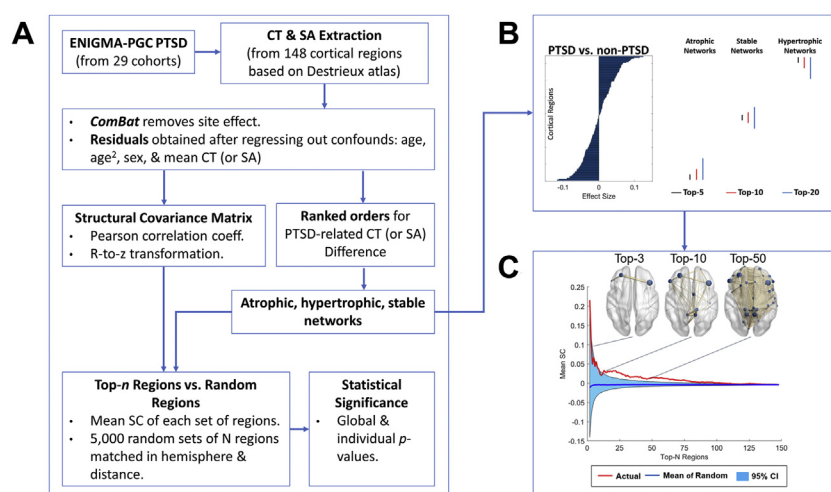 A
ENIGMA-PGC PTSD
(from 29 cohorts)
CT & SA Extraction
(from 148 cortical regions
based on Destrieux atlas)
• ComBat removes site effect.
• Residuals obtained after regressing out confounds: age,
age², sex, & mean CT (or SA)
Structural Covariance Matrix
• Pearson correlation coeff.
• R-to-z transformation.
Ranked orders for
PTSD-related CT (or SA)
Difference
Atrophic, hypertrophic, stable
networks
Top-n Regions vs. Random
Regions
• Mean SC of each set of regions.
• 5,000 random sets of N regions
matched in hemisphere &
distance.
Statistical
Significance
• Global &
individual p-
values.
B
PTSD vs. non-PTSD
Cortical Regions
-0.1
0
0.1
Effect Size
Atrophic
Networks
Stable
Networks
Hypertrophic
Networks
Top-5
Top-10
Top-20
C
Top-3
Top-10
Top-50
0.25
0.2
0.15
0.1
0.05
0
-0.05
-0.1
-0.15
Mean SC
0
25
50
75
100
125
150
Top-N Regions
Actual
Mean of Random
95% CI